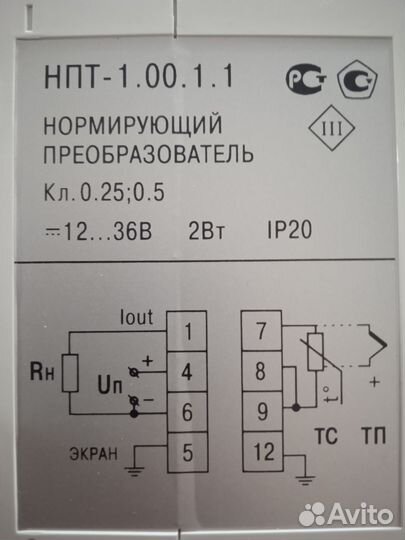 НПТ-1.00.1.1
РСТ
С
III
НОРМИРУЮЩИЙ
ПРЕОБРАЗОВАТЕЛЬ
Кл.0.25;0.5
12...36В 2Вт IP20
Iout
1
Rн
+
4
Uп
–
6
ЭКРАН
5
7
8
9
12
t°
+
ТС
ТП
Avito